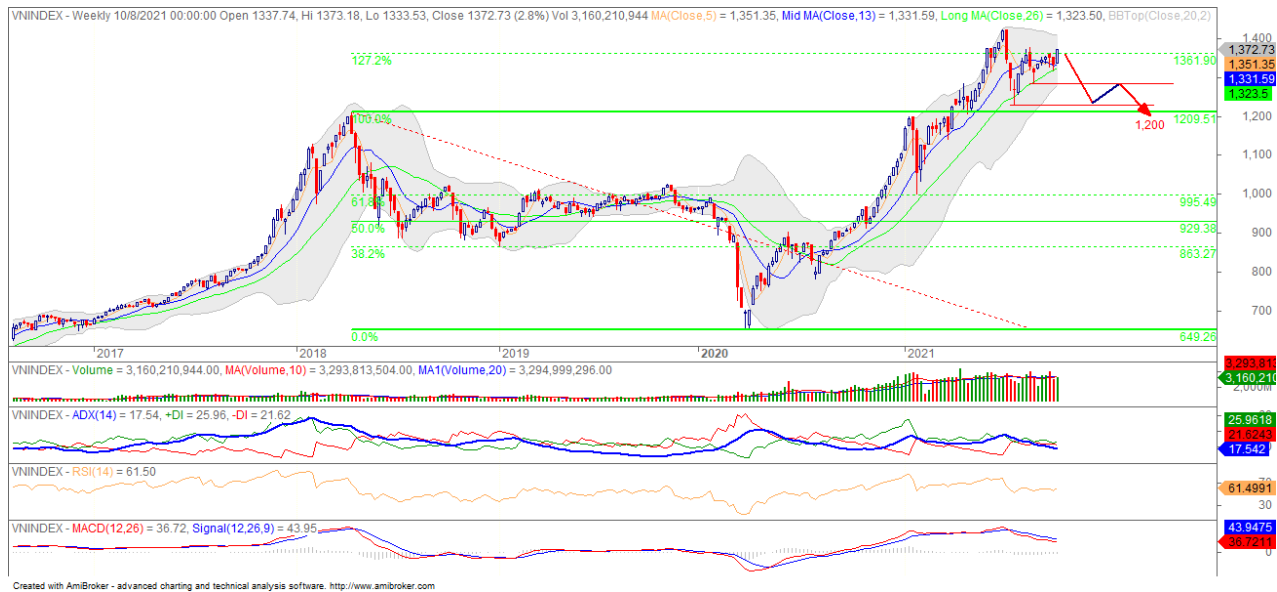 VNINDEX - Weekly 10/8/2021 00:00:00 Open 1337.74, Hi 1373.18, Lo 1333.53, Close 1372.73 (2.8%) Vol 3,160,210,944 MA(Close,5) = 1,351.35, Mid MA(Close,13) = 1,331.59, Long MA(Close,26) = 1,323.50, BBTop(Close,20,2)
1,400
127.2% 1361.90 1,372.73
1,351.35
1,331.59
1,323.5
100.0% 1209.51 1,200
1,200
1,100
61.8% 995.49 1,000
50.0% 929.38 900
38.2% 863.27
800
700
0.0% 649.26
2017 2018 2019 2020 2021
VNINDEX - Volume = 3,160,210,944.00, MA(Volume,10) = 3,293,813,504.00, MA1(Volume,20) = 3,294,999,296.00
3,293,813
3,160,210
2,000M
VNINDEX - ADX(14) = 17.54, +DI = 25.96, -DI = 21.62
25.9618
21.6243
17.542
VNINDEX - RSI(14) = 61.50
70
61.4991
30
VNINDEX - MACD(12,26) = 36.72, Signal(12,26,9) = 43.95
43.9475
36.7211
0
Created with AmiBroker - advanced charting and technical analysis software. http://www.amibroker.com